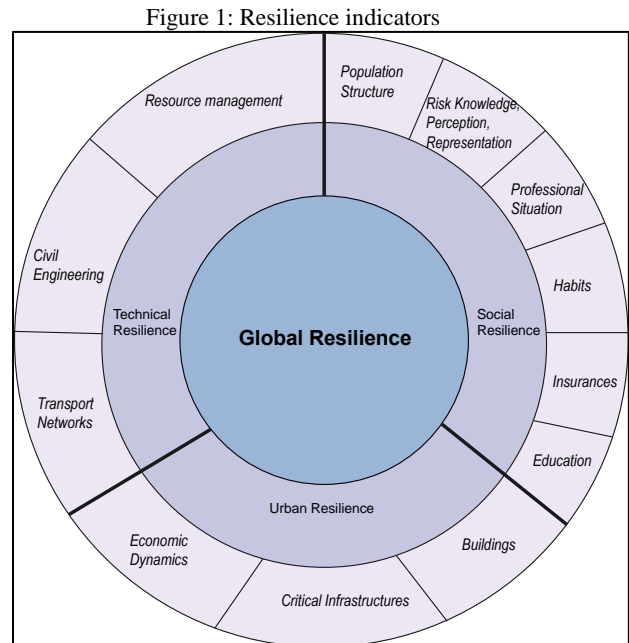 Figure 1: Resilience indicators
Resource management
Population
Structure
Risk Knowledge,
Perception,
Representation
Professional
Situation
Habits
Insurances
Education
Buildings
Critical Infrastructures
Economic
Dynamics
Transport
Networks
Civil
Engineering
Technical
Resilience
Social
Resilience
Urban Resilience
Global Resilience